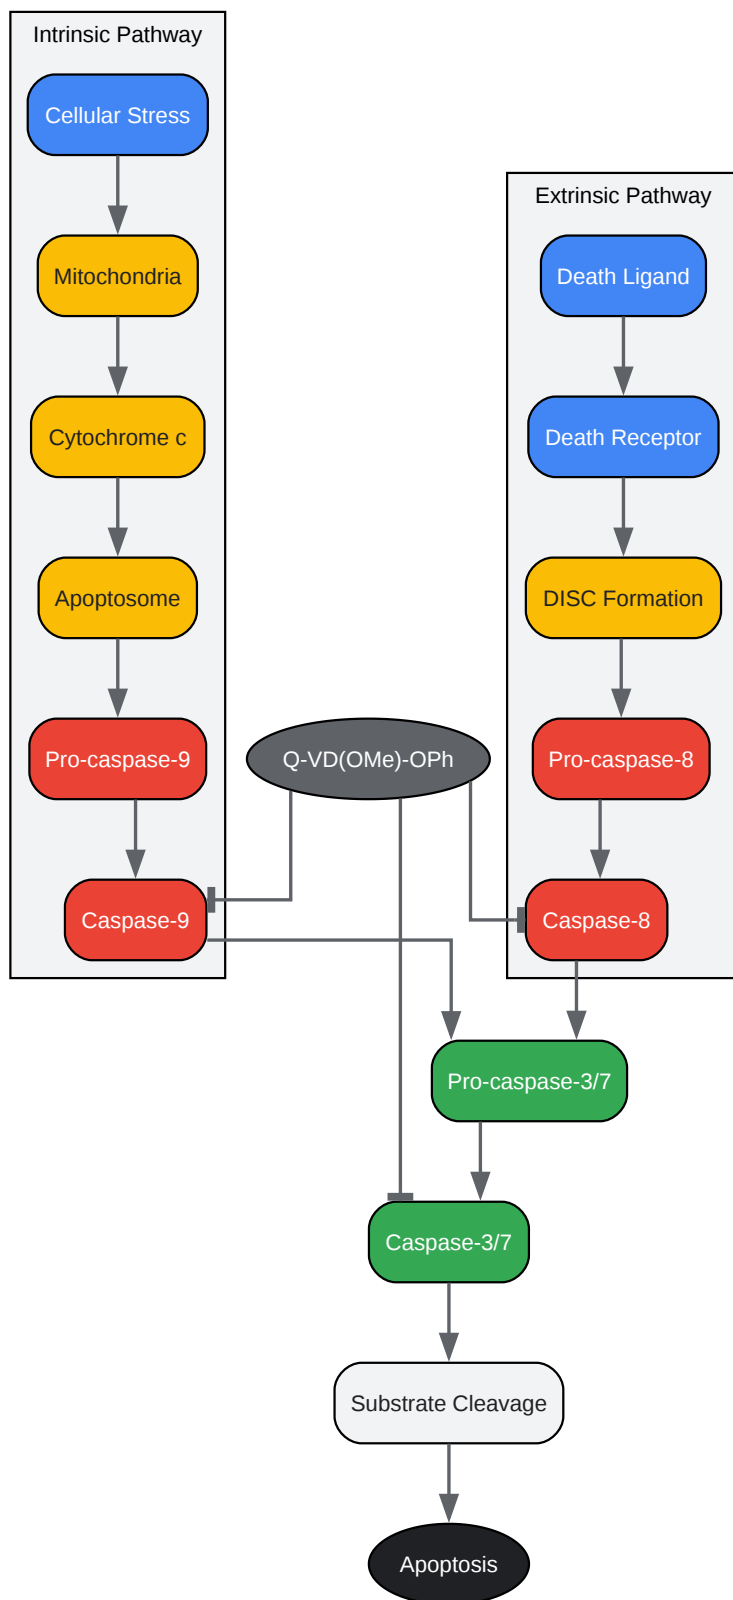 Intrinsic Pathway
Cellular Stress
Mitochondria
Cytochrome c
Apoptosome
Pro-caspase-9
Caspase-9
Extrinsic Pathway
Death Ligand
Death Receptor
DISC Formation
Pro-caspase-8
Caspase-8
Q-VD(OMe)-OPh
Pro-caspase-3/7
Caspase-3/7
Substrate Cleavage
Apoptosis